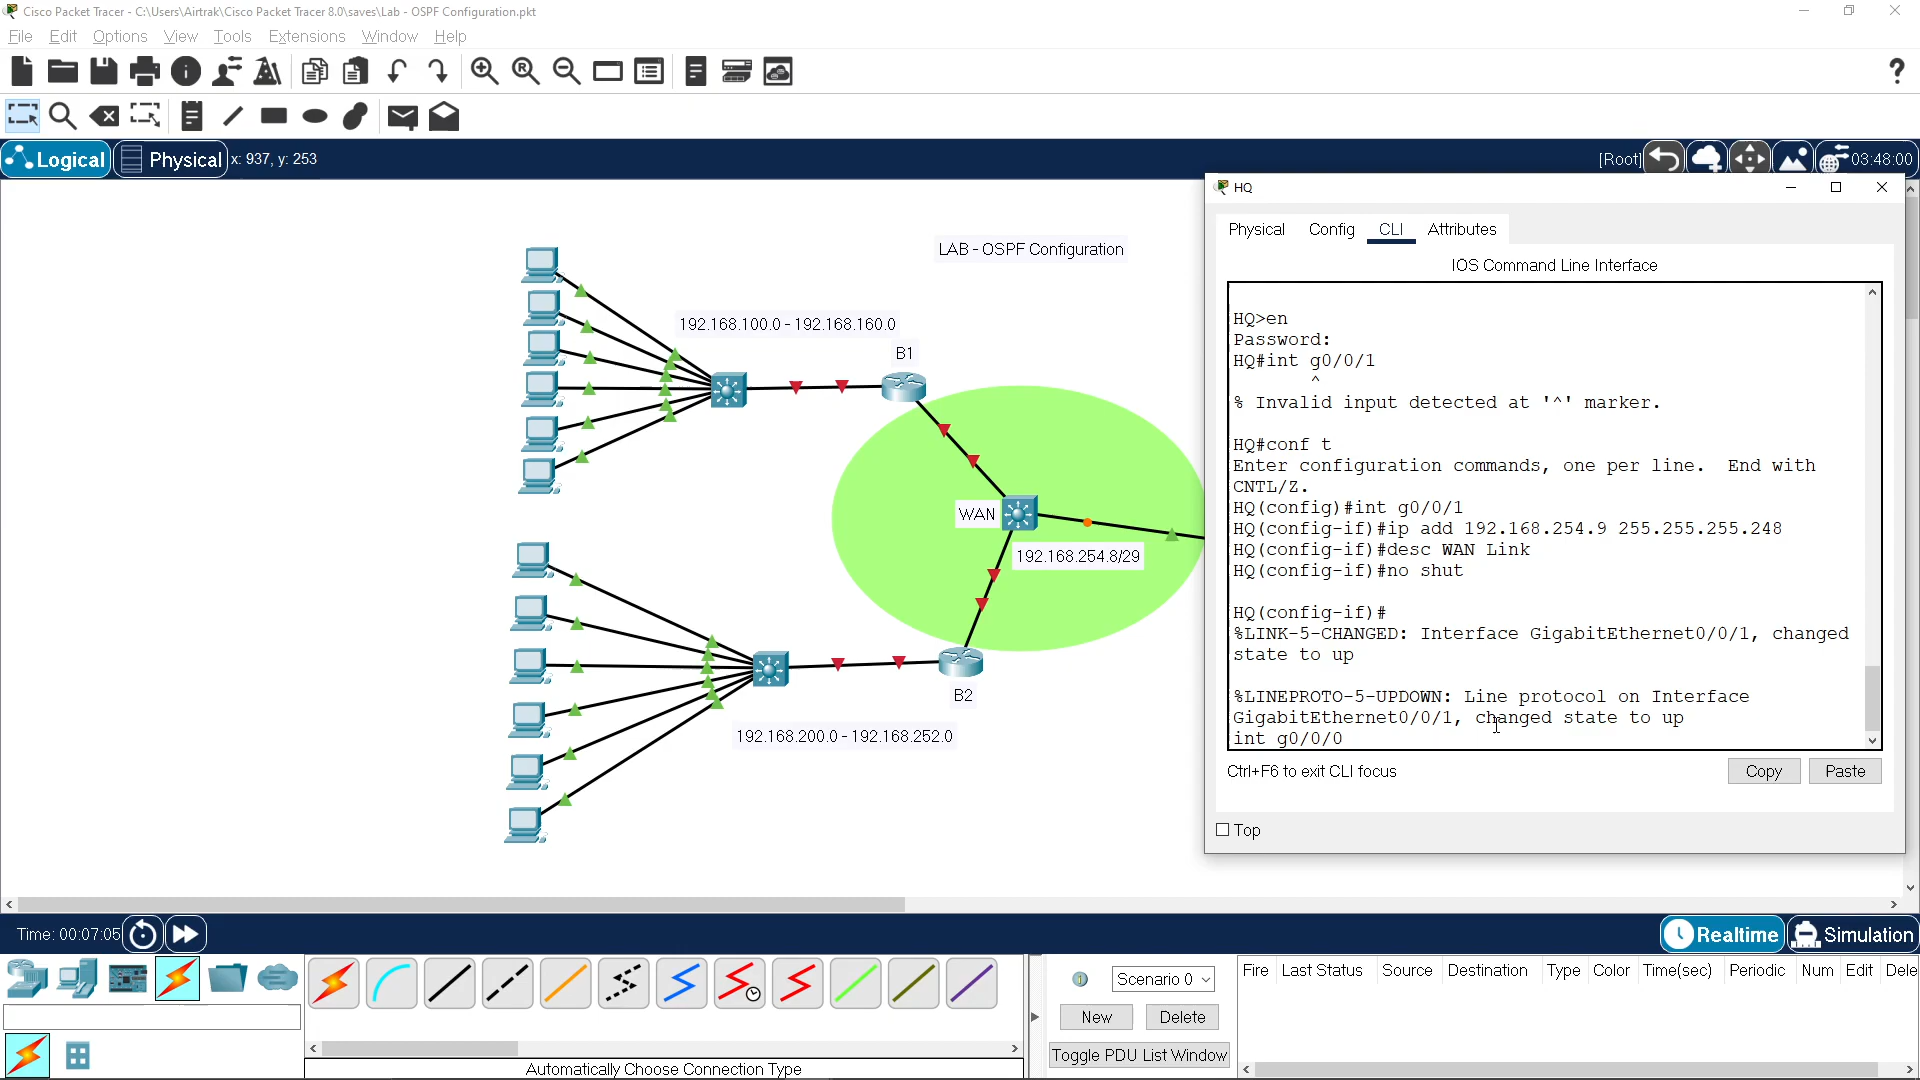 Cisco Packet Tracer - C:\Users\Airtrak\Cisco Packet Tracer 8.0\saves\Lab - OSPF Configuration.pkt
File Edit Options View Tools Extensions Window Help
Logical Physical x: 937, y: 253 [Root] 03:48:00
LAB - OSPF Configuration
192.168.100.0 - 192.168.160.0
B1
WAN
192.168.254.8/29
B2
192.168.200.0 - 192.168.252.0
HQ
Physical Config CLI Attributes
IOS Command Line Interface
HQ>en
Password:
HQ#int g0/0/1
^
% Invalid input detected at '^' marker.
HQ#conf t
Enter configuration commands, one per line. End with
CNTL/Z.
HQ(config)#int g0/0/1
HQ(config-if)#ip add 192.168.254.9 255.255.255.248
HQ(config-if)#desc WAN Link
HQ(config-if)#no shut
HQ(config-if)#
%LINK-5-CHANGED: Interface GigabitEthernet0/0/1, changed
state to up
%LINEPROTO-5-UPDOWN: Line protocol on Interface
GigabitEthernet0/0/1, changed state to up
int g0/0/0
Ctrl+F6 to exit CLI focus Copy Paste
Top
Time: 00:07:05 Realtime Simulation
Scenario 0
New Delete
Toggle PDU List Window
Fire Last Status Source Destination Type Color Time(sec) Periodic Num Edit Dele
Automatically Choose Connection Type